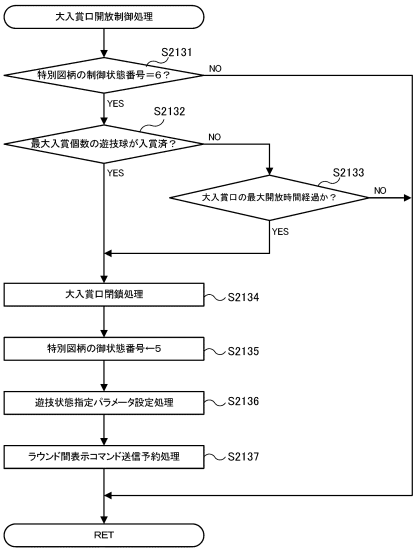 大入賞口開放制御処理
S2131
特別図柄の制御状態番号＝6？
NO
YES
S2132
最大入賞個数の遊技球が入賞済？
NO
YES
S2133
大入賞口の最大開放時間経過か？
NO
YES
大入賞口閉鎖処理
S2134
特別図柄の御状態番号←5
S2135
遊技状態指定パラメータ設定処理
S2136
ラウンド間表示コマンド送信予約処理
S2137
RET